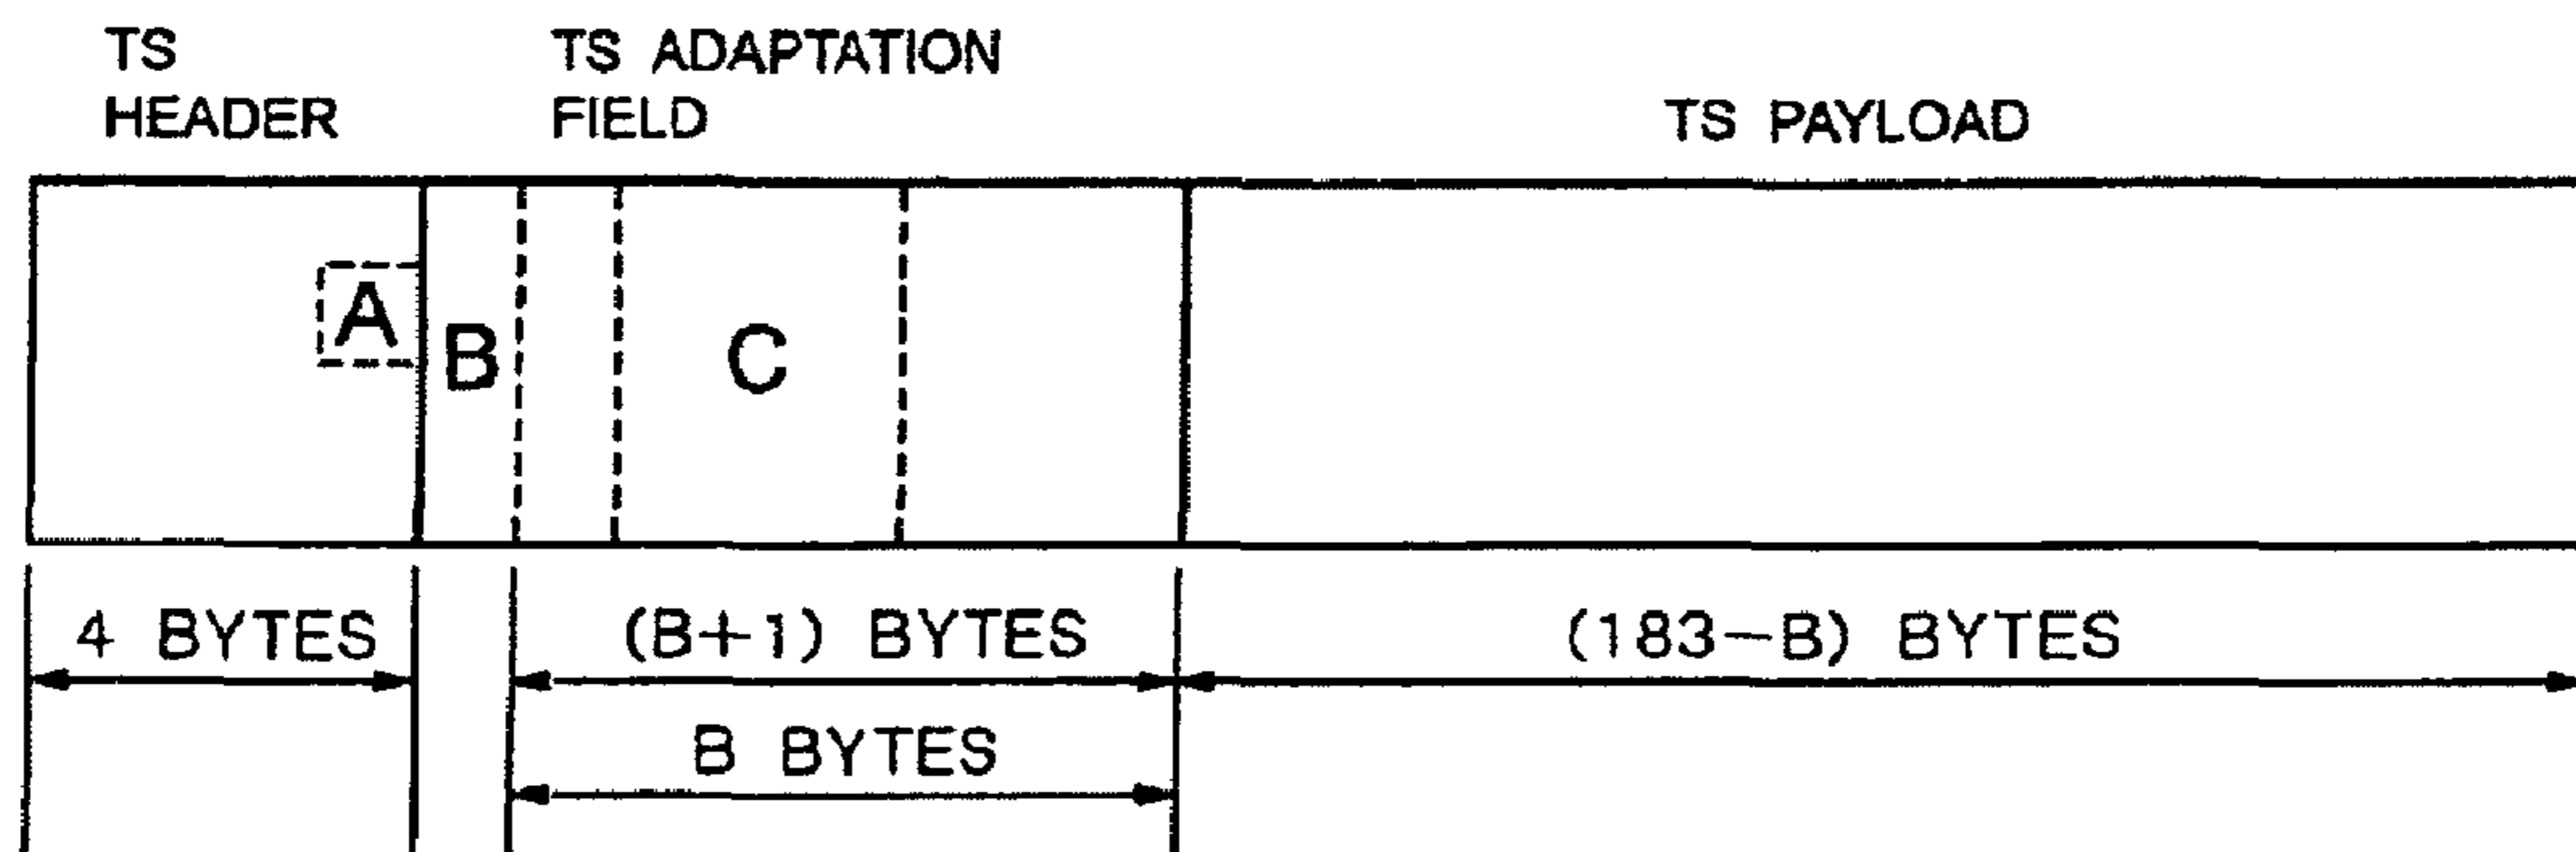 TS
HEADER
TS ADAPTATION
FIELD
TS PAYLOAD
A
B
C
4 BYTES
(B+1) BYTES
(183−B) BYTES
B BYTES